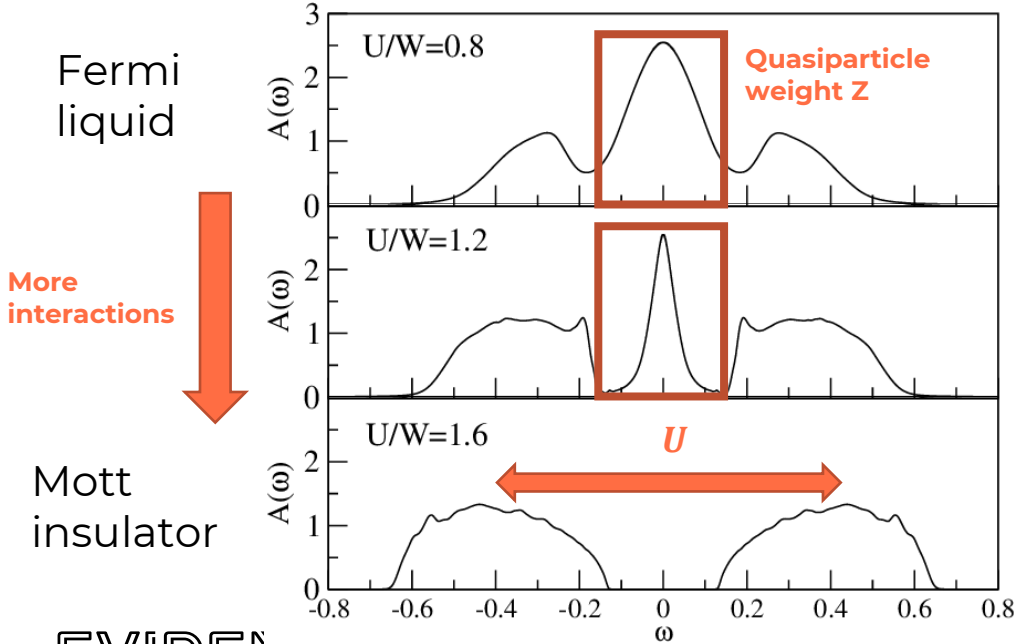 Fermi
liquid
More
interactions
Mott
insulator
3
2
1
0
A(ω)
U/W=0.8
Quasiparticle
weight Z
2
1
0
A(ω)
U/W=1.2
2
1
0
A(ω)
U/W=1.6
U
-0.8 -0.6 -0.4 -0.2 0 0.2 0.4 0.6 0.8
ω